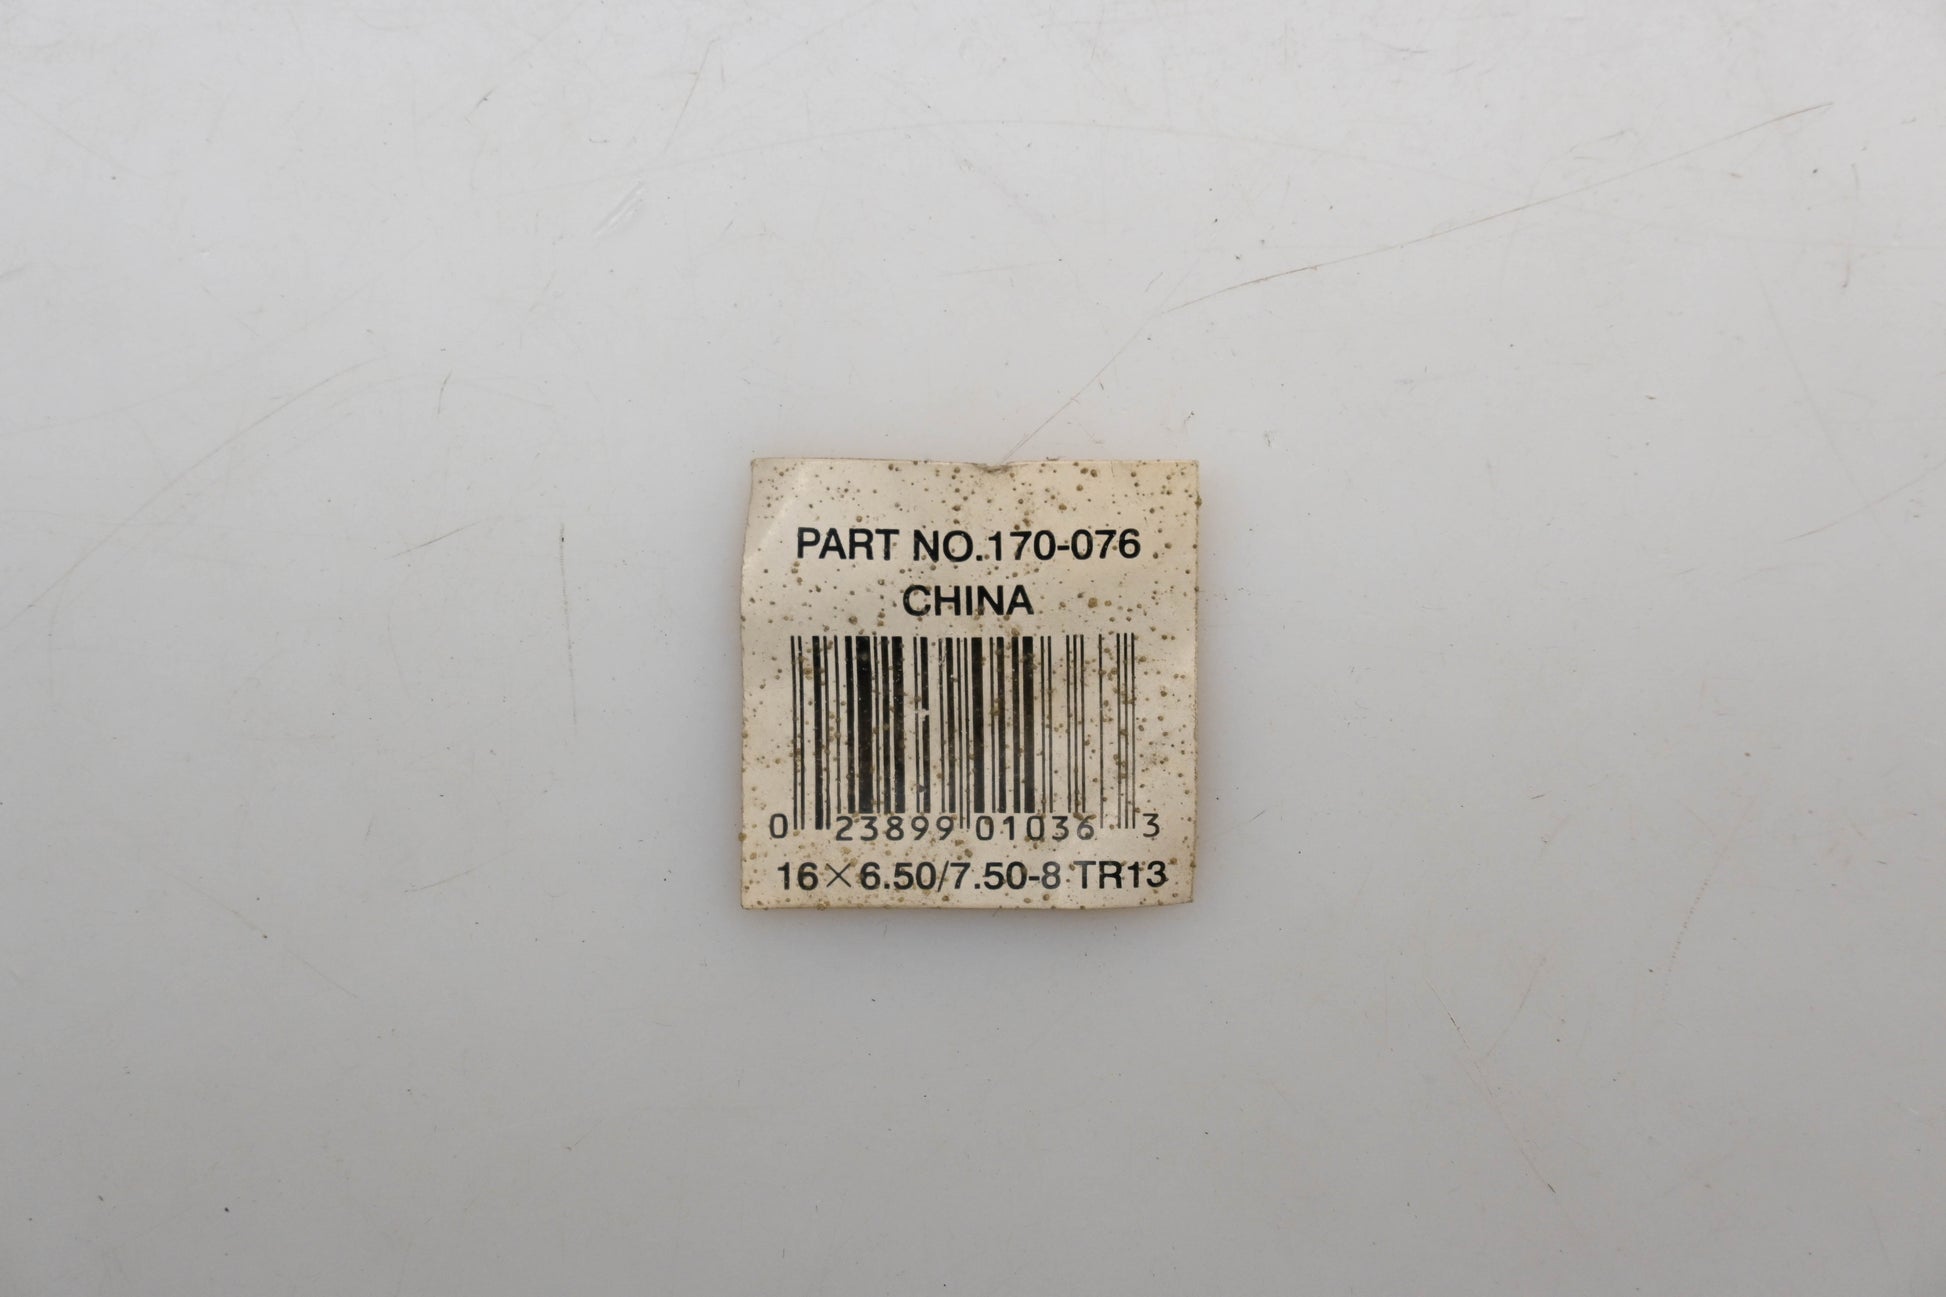 PART NO.170-076
CHINA
0 23899 01036 3
16×6.50/7.50-8 TR13